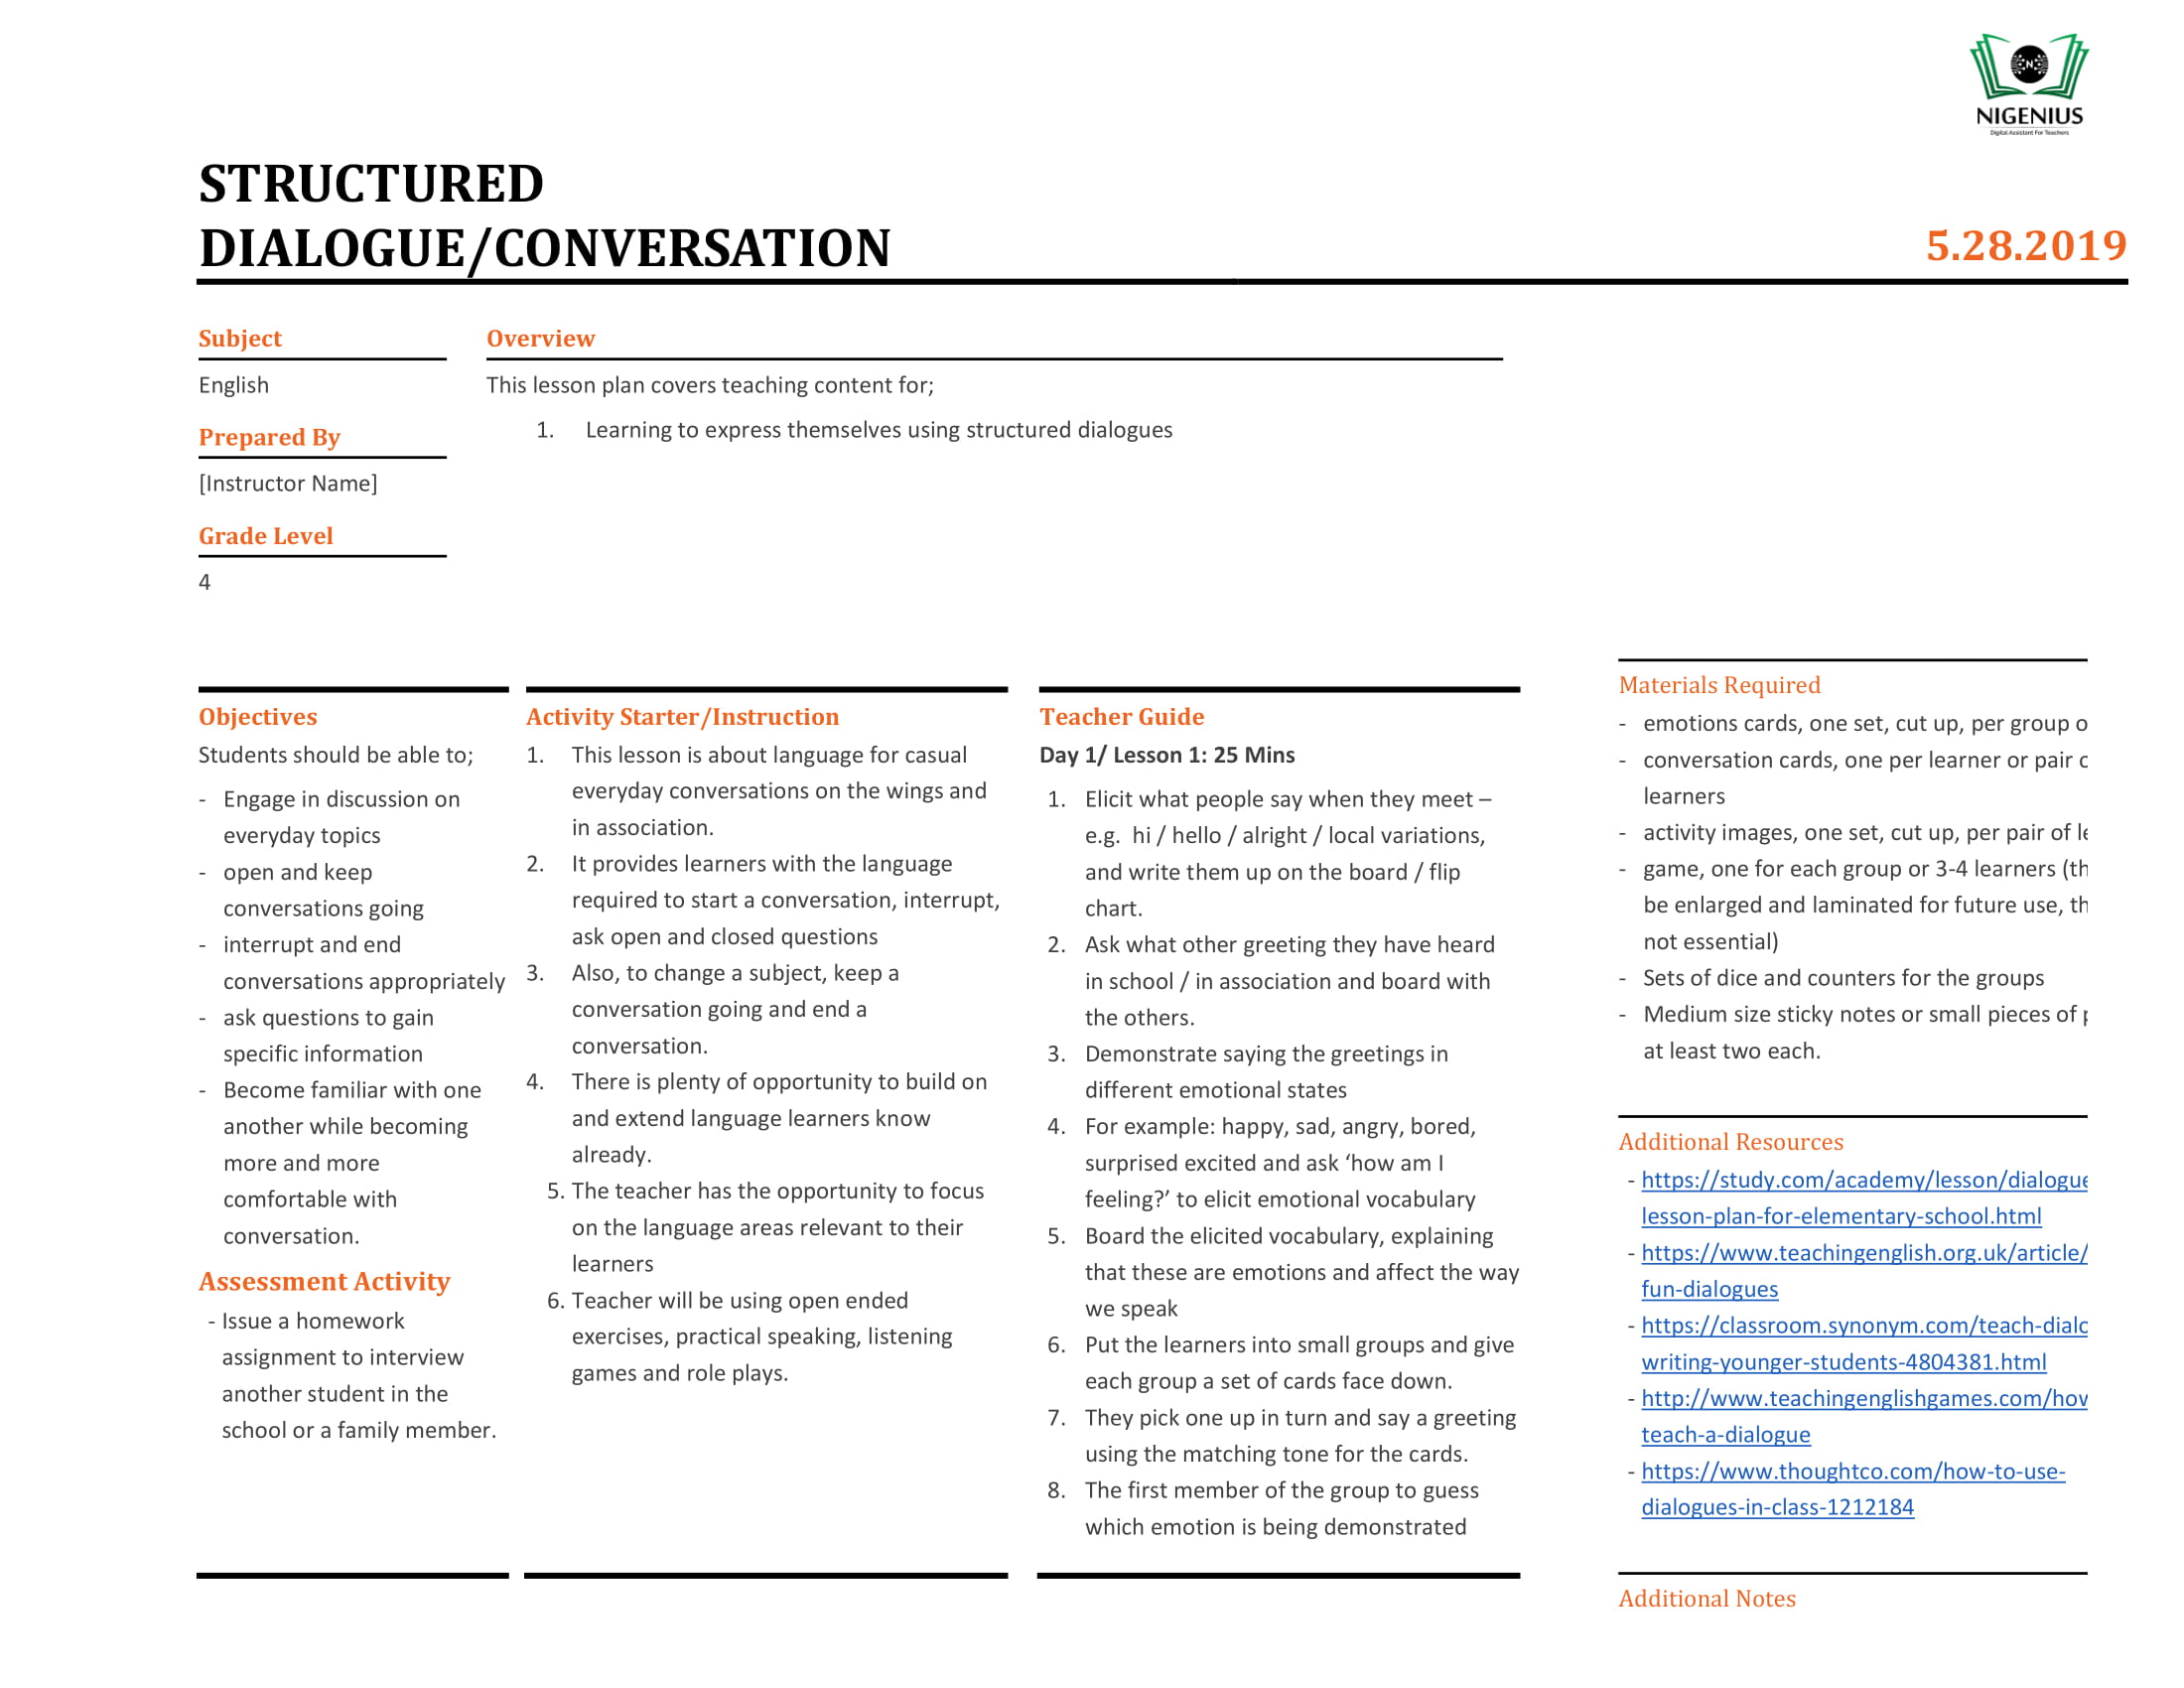 NIGENIUS
Digital Assistant For Teachers
STRUCTURED
DIALOGUE/CONVERSATION
5.28.2019
Subject
English
Prepared By
[Instructor Name]
Grade Level
4
Overview
This lesson plan covers teaching content for;
1. Learning to express themselves using structured dialogues
Objectives
Students should be able to;
- Engage in discussion on
everyday topics
- open and keep
conversations going
- interrupt and end
conversations appropriately
- ask questions to gain
specific information
- Become familiar with one
another while becoming
more and more
comfortable with
conversation.
Assessment Activity
- Issue a homework
assignment to interview
another student in the
school or a family member.
Activity Starter/Instruction
1. This lesson is about language for casual
everyday conversations on the wings and
in association.
2. It provides learners with the language
required to start a conversation, interrupt,
ask open and closed questions
3. Also, to change a subject, keep a
conversation going and end a
conversation.
4. There is plenty of opportunity to build on
and extend language learners know
already.
5. The teacher has the opportunity to focus
on the language areas relevant to their
learners
6. Teacher will be using open ended
exercises, practical speaking, listening
games and role plays.
Teacher Guide
Day 1/ Lesson 1: 25 Mins
1. Elicit what people say when they meet –
e.g. hi / hello / alright / local variations,
and write them up on the board / flip
chart.
2. Ask what other greeting they have heard
in school / in association and board with
the others.
3. Demonstrate saying the greetings in
different emotional states
4. For example: happy, sad, angry, bored,
surprised excited and ask ‘how am I
feeling?’ to elicit emotional vocabulary
5. Board the elicited vocabulary, explaining
that these are emotions and affect the way
we speak
6. Put the learners into small groups and give
each group a set of cards face down.
7. They pick one up in turn and say a greeting
using the matching tone for the cards.
8. The first member of the group to guess
which emotion is being demonstrated
Materials Required
- emotions cards, one set, cut up, per group
- conversation cards, one per learner or pair
learners
- activity images, one set, cut up, per pair of
- game, one for each group or 3-4 learners
be enlarged and laminated for future use,
not essential)
- Sets of dice and counters for the groups
- Medium size sticky notes or small pieces of
at least two each.
Additional Resources
- https://study.com/academy/lesson/dialogue
lesson-plan-for-elementary-school.html
- https://www.teachingenglish.org.uk/article/
fun-dialogues
- https://classroom.synonym.com/teach-dialo
writing-younger-students-4804381.html
- http://www.teachingenglishgames.com/how
teach-a-dialogue
- https://www.thoughtco.com/how-to-use-
dialogues-in-class-1212184
Additional Notes